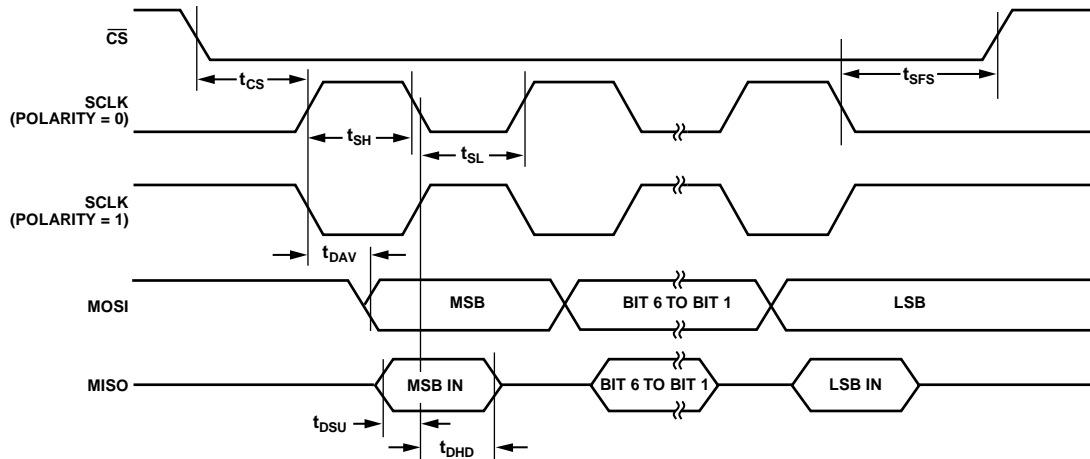 CS
tCS
tSFS
SCLK
(POLARITY = 0)
tSH
tSL
SCLK
(POLARITY = 1)
tDAV
MOSI
MSB
BIT 6 TO BIT 1
LSB
MISO
MSB IN
BIT 6 TO BIT 1
LSB IN
tDSU
tDHD